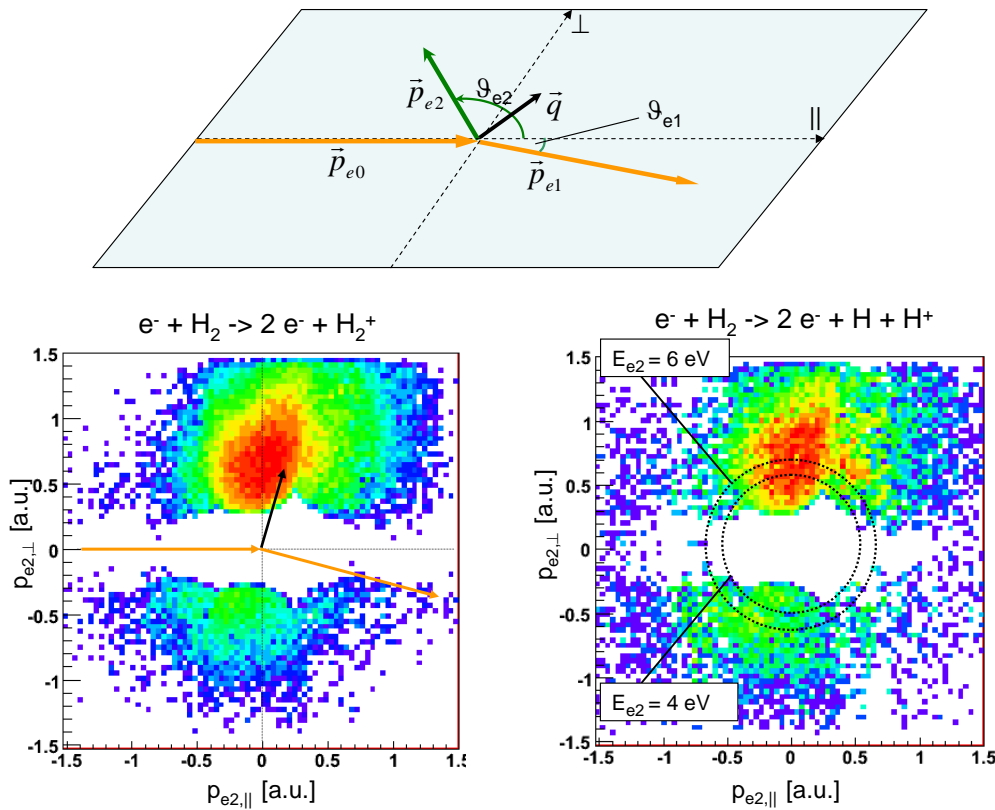 ⊥
p⃗e2
ϑe2
q⃗
ϑe1
||
p⃗e0
p⃗e1
e- + H2 -> 2 e- + H2+
e- + H2 -> 2 e- + H + H+
1.5
1
0.5
0
-0.5
-1
-1.5
pe2,⊥ [a.u.]
-1.5 -1 -0.5 0 0.5 1 1.5
pe2,|| [a.u.]
1.5
1
0.5
0
-0.5
-1
-1.5
pe2,⊥ [a.u.]
Ee2 = 6 eV
Ee2 = 4 eV
-1.5 -1 -0.5 0 0.5 1 1.5
pe2,|| [a.u.]